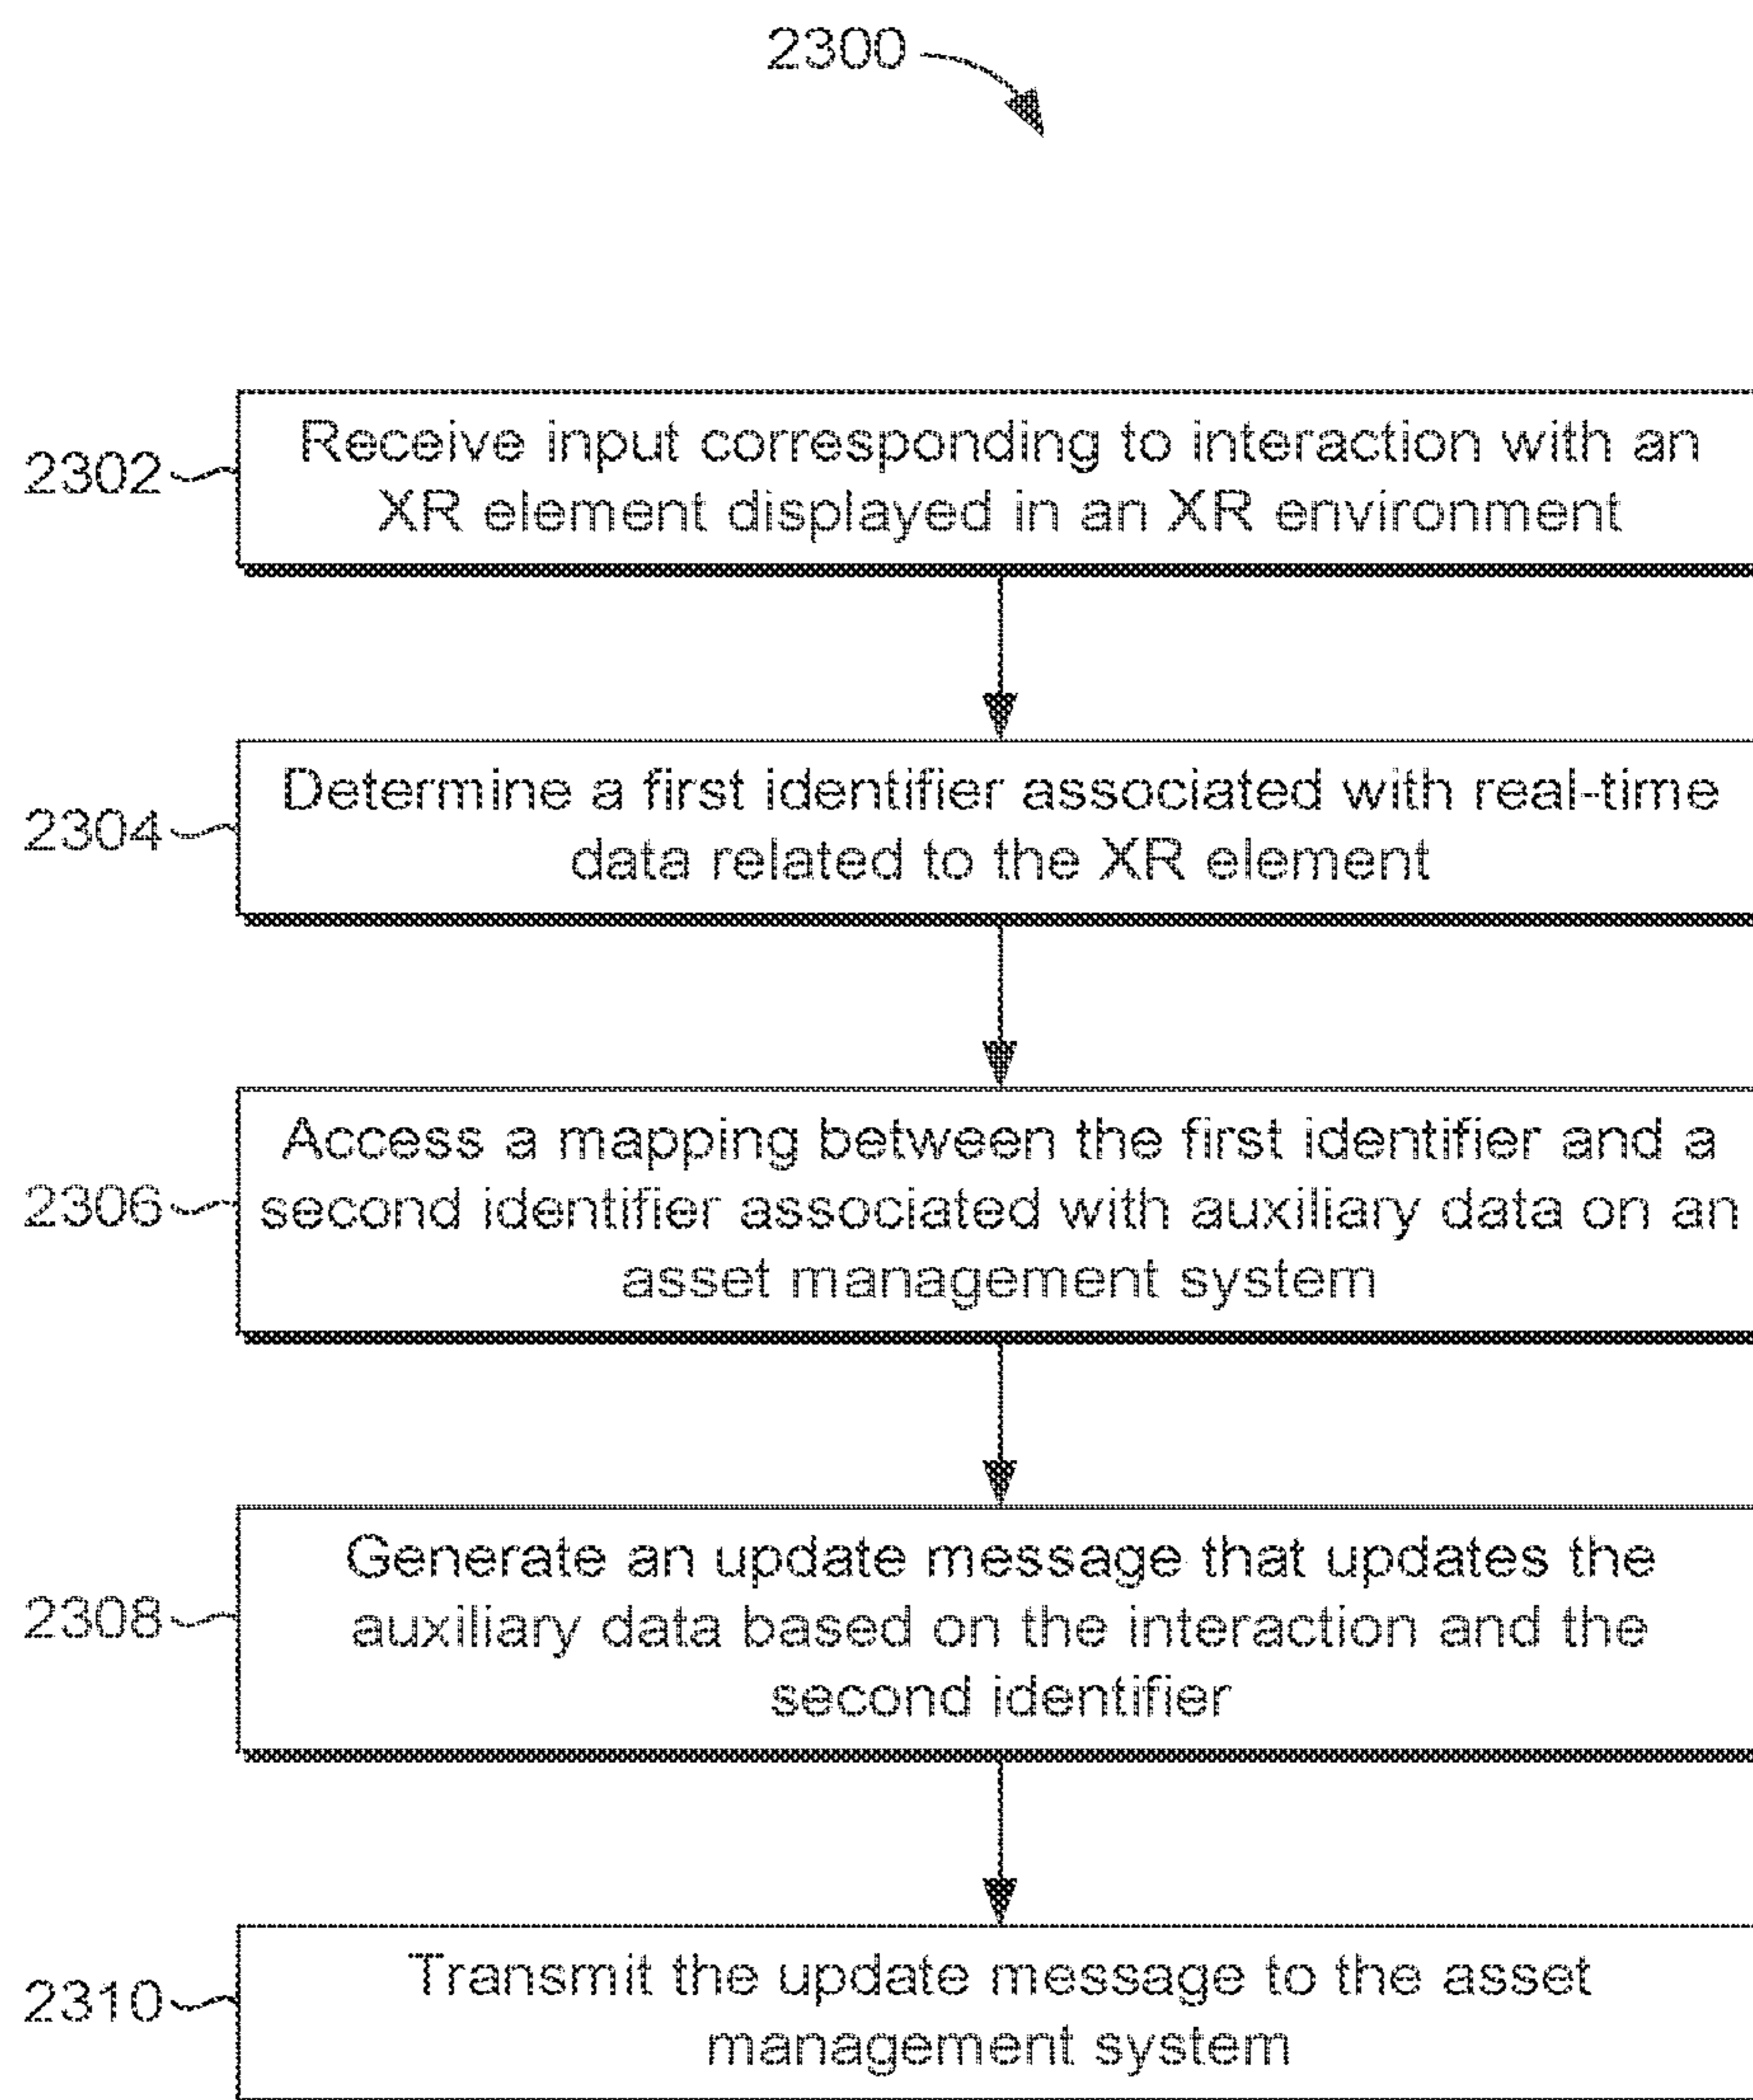 2300
2302
Receive input corresponding to interaction with an
XR element displayed in an XR environment
2304
Determine a first identifier associated with real-time
data related to the XR element
2306
Access a mapping between the first identifier and a
second identifier associated with auxiliary data on an
asset management system
2308
Generate an update message that updates the
auxiliary data based on the interaction and the
second identifier
2310
Transmit the update message to the asset
management system